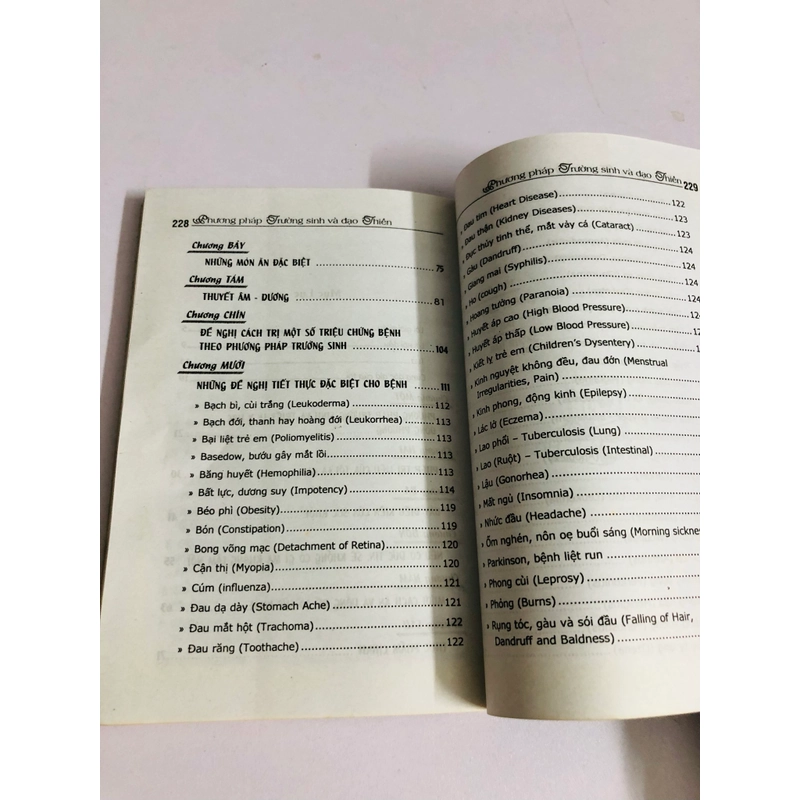 228 Phương pháp Trường sinh và đạo Thiền
Chương BẢY
NHỮNG MÓN ĂN ĐẶC BIỆT ........ 75
Chương TÁM
THUYẾT ÂM - DƯƠNG ........ 81
Chương CHÍN
ĐỀ NGHỊ CÁCH TRỊ MỘT SỐ TRIỆU CHỨNG BỆNH
THEO PHƯƠNG PHÁP TRƯỜNG SINH ........ 104
Chương MƯỜI
NHỮNG ĐỀ NGHỊ TIẾT THỰC ĐẶC BIỆT CHO BỆNH ........ 111
» Bạch bì, cùi trắng (Leukoderma) ........ 112
» Bạch đới, thanh hay hoàng đới (Leukorrhea) ........ 113
» Bại liệt trẻ em (Poliomyelitis) ........ 113
» Basedow, bướu gây mắt lồi ........ 113
» Băng huyết (Hemophilia) ........ 113
» Bất lực, dương suy (Impotency) ........ 114
» Béo phì (Obesity) ........ 119
» Bón (Constipation) ........ 119
» Bong võng mạc (Detachment of Retina) ........ 120
» Cận thị (Myopia) ........ 120
» Cúm (influenza) ........ 121
» Đau dạ dày (Stomach Ache) ........ 121
» Đau mắt hột (Trachoma) ........ 122
» Đau răng (Toothache) ........ 122
Phương pháp Trường sinh và đạo Thiền 229
» Đau tim (Heart Disease) ........ 122
» Đau thận (Kidney Diseases) ........ 123
» Đục thủy tinh thể, mắt vảy cá (Cataract) ........ 123
» Gàu (Dandruff) ........ 124
» Giang mai (Syphilis) ........ 124
» Ho (cough) ........ 124
» Hoang tưởng (Paranoia) ........ 124
» Huyết áp cao (High Blood Pressure) ........ 124
» Huyết áp thấp (Low Blood Pressure) ........
» Kiết lỵ trẻ em (Children's Dysentery) ........
» Kinh nguyệt không đều, đau đớn (Menstrual
Irregularities, Pain) ........
» Kinh phong, động kinh (Epilepsy) ........
» Lác lở (Eczema) ........
» Lao phổi – Tuberculosis (Lung) ........
» Lao (Ruột) – Tuberculosis (Intestinal) ........
» Lậu (Gonorhea) ........
» Mất ngủ (Insomnia) ........
» Nhức đầu (Headache) ........
» Ốm nghén, nôn oẹ buổi sáng (Morning sickness
» Parkinson, bệnh liệt run ........
» Phong cùi (Leprosy) ........
» Phỏng (Burns) ........
» Rụng tóc, gàu và sói đầu (Falling of Hair,
Dandruff and Baldness) ........